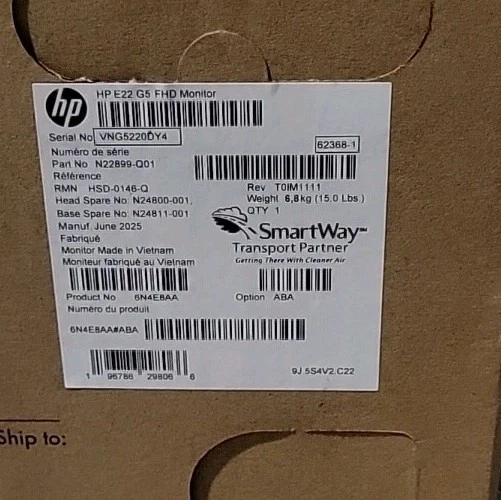 hp
HP E22 G5 FHD Monitor
Serial No VNG5220DY4
Numéro de série
62368-1
Part No N22899-Q01
Référence
RMN HSD-0146-Q
Rev T0IM1111
Head Spare No: N24800-001,
Weight 6,8kg (15.0 Lbs.)
Base Spare No: N24811-001
QTY 1
Manuf. June 2025
Fabriqué
SmartWay™
Transport Partner
Getting There With Cleaner Air
Monitor Made in Vietnam
Moniteur fabriqué au Vietnam
Product No 6N4E8AA
Option ABA
Numéro du produit
6N4E8AA#ABA
1 96786 29806 6
9J.5S4V2.C22
Ship to: